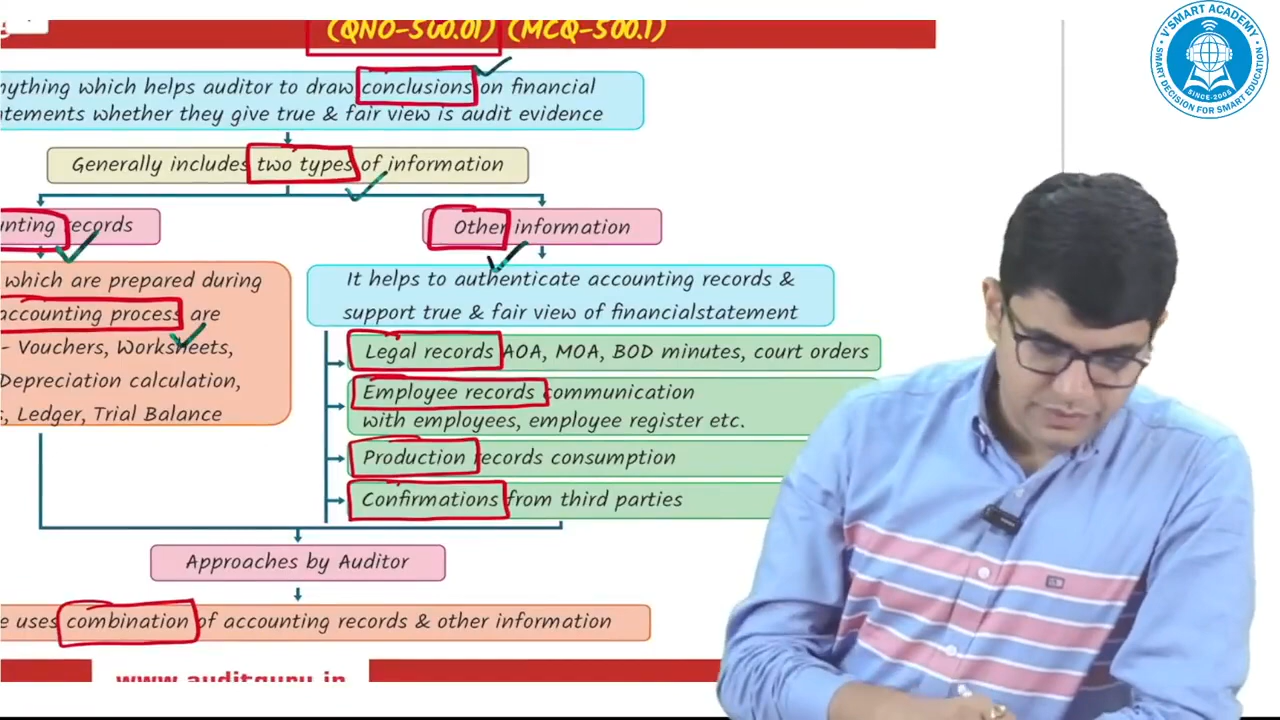 (QNO-500.01) (MCQ-500.1)
nything which helps auditor to draw conclusions on financial
tements whether they give true & fair view is audit evidence
Generally includes two types of information
unting records
Other information
which are prepared during
accounting process are
- Vouchers, Worksheets,
Depreciation calculation,
s, Ledger, Trial Balance
It helps to authenticate accounting records &
support true & fair view of financialstatement
Legal records AOA, MOA, BOD minutes, court orders
Employee records communication
with employees, employee register etc.
Production records consumption
Confirmations from third parties
Approaches by Auditor
e uses combination of accounting records & other information
www.auditguru.in
V'SMART ACADEMY
SINCE-2005
SMART DECISION FOR SMART EDUCATION